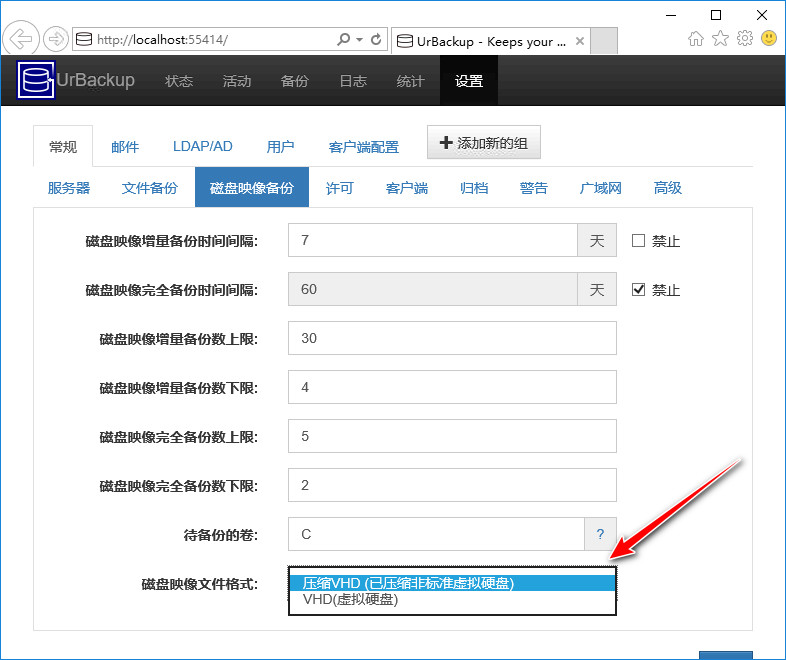 http://localhost:55414/
UrBackup - Keeps your ...
UrBackup 状态 活动 备份 日志 统计 设置
常规 邮件 LDAP/AD 用户 客户端配置 添加新的组
服务器 文件备份 磁盘映像备份 许可 客户端 归档 警告 广域网 高级
磁盘映像增量备份时间间隔: 7 天 禁止
磁盘映像完全备份时间间隔: 60 天 禁止
磁盘映像增量备份数上限: 30
磁盘映像增量备份数下限: 4
磁盘映像完全备份数上限: 5
磁盘映像完全备份数下限: 2
待备份的卷: C ?
磁盘映像文件格式: 压缩VHD (已压缩非标准虚拟硬盘)
VHD(虚拟硬盘)